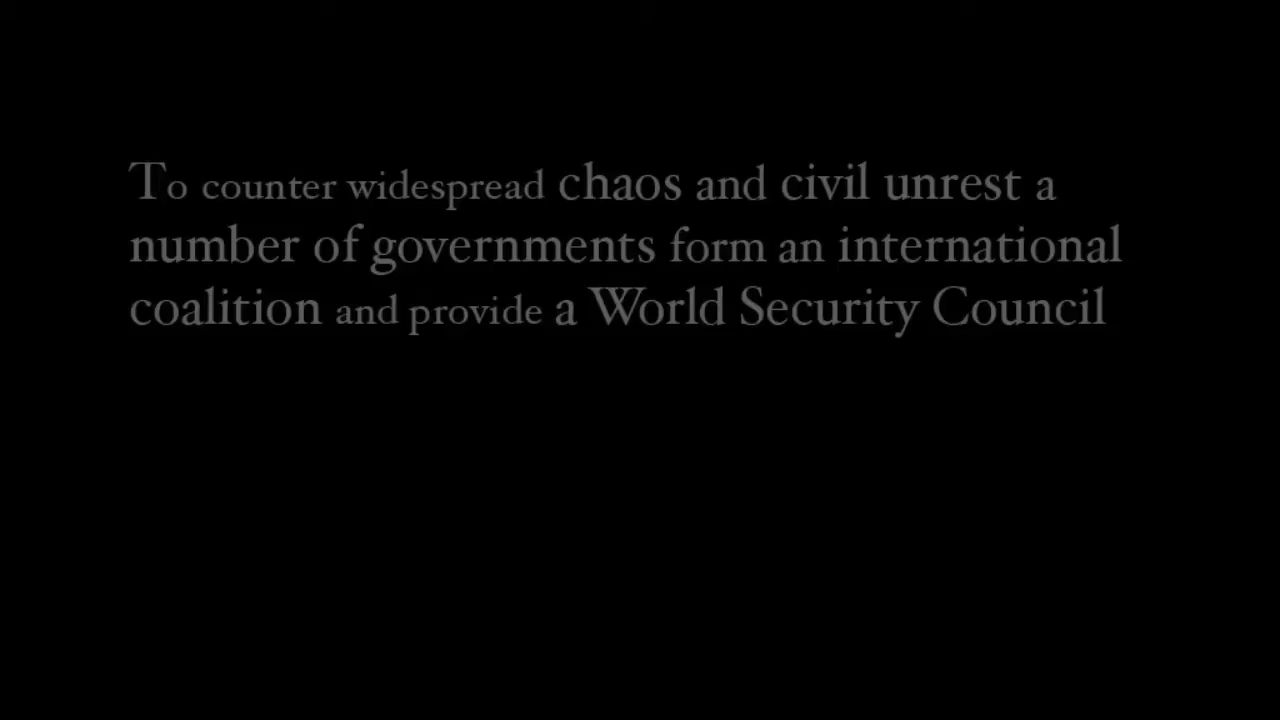 To counter widespread chaos and civil unrest a
number of governments form an international
coalition and provide a World Security Council